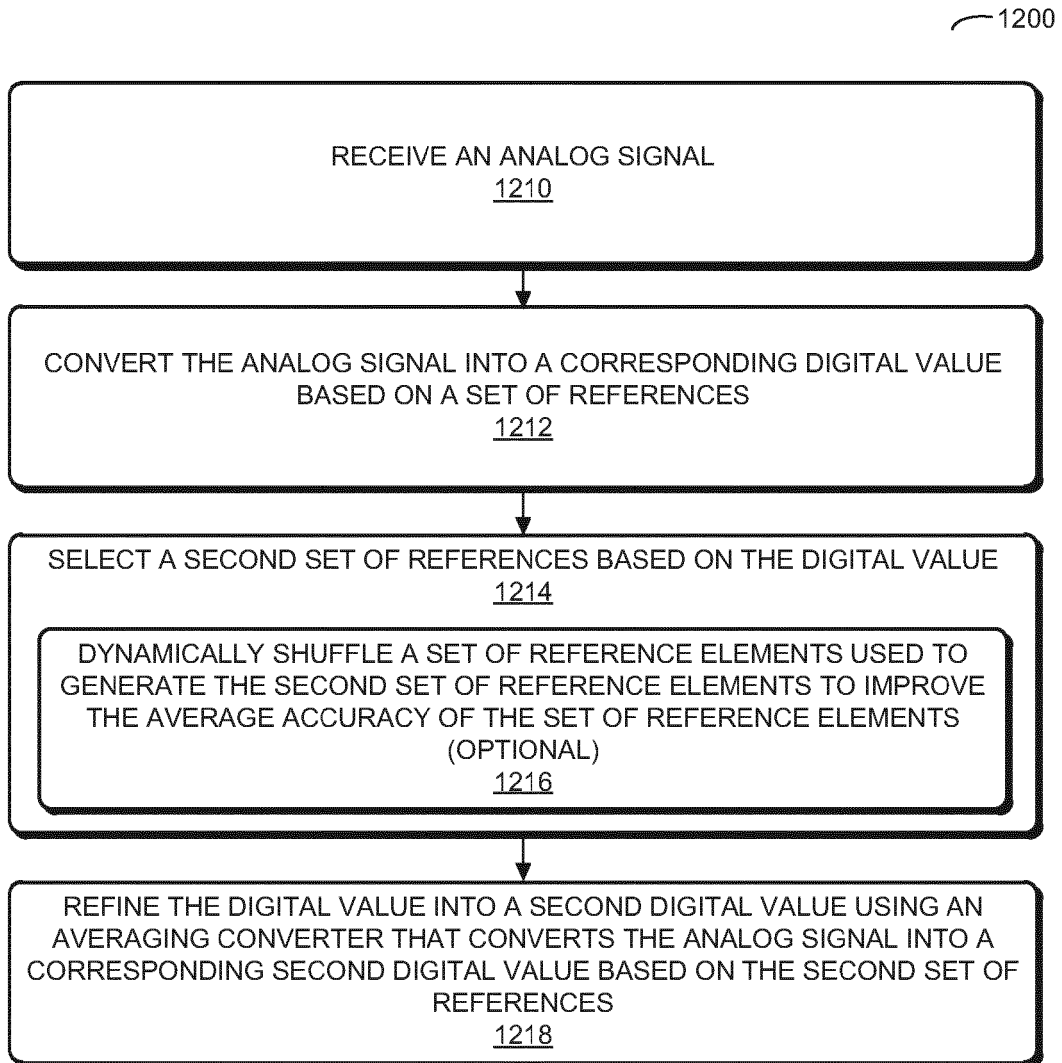 1200
RECEIVE AN ANALOG SIGNAL
1210
CONVERT THE ANALOG SIGNAL INTO A CORRESPONDING DIGITAL VALUE
BASED ON A SET OF REFERENCES
1212
SELECT A SECOND SET OF REFERENCES BASED ON THE DIGITAL VALUE
1214
DYNAMICALLY SHUFFLE A SET OF REFERENCE ELEMENTS USED TO
GENERATE THE SECOND SET OF REFERENCE ELEMENTS TO IMPROVE
THE AVERAGE ACCURACY OF THE SET OF REFERENCE ELEMENTS
(OPTIONAL)
1216
REFINE THE DIGITAL VALUE INTO A SECOND DIGITAL VALUE USING AN
AVERAGING CONVERTER THAT CONVERTS THE ANALOG SIGNAL INTO A
CORRESPONDING SECOND DIGITAL VALUE BASED ON THE SECOND SET OF
REFERENCES
1218